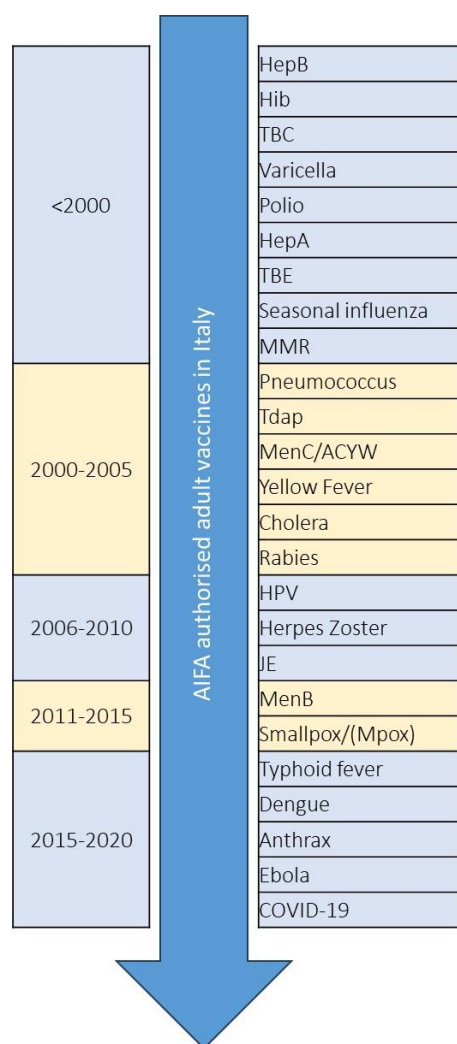 <2000
HepB
Hib
TBC
Varicella
Polio
HepA
TBE
Seasonal influenza
MMR
2000-2005
Pneumococcus
Tdap
MenC/ACYW
Yellow Fever
Cholera
Rabies
2006-2010
HPV
Herpes Zoster
JE
2011-2015
MenB
Smallpox/(Mpox)
2015-2020
Typhoid fever
Dengue
Anthrax
Ebola
COVID-19
AIFA authorised adult vaccines in Italy